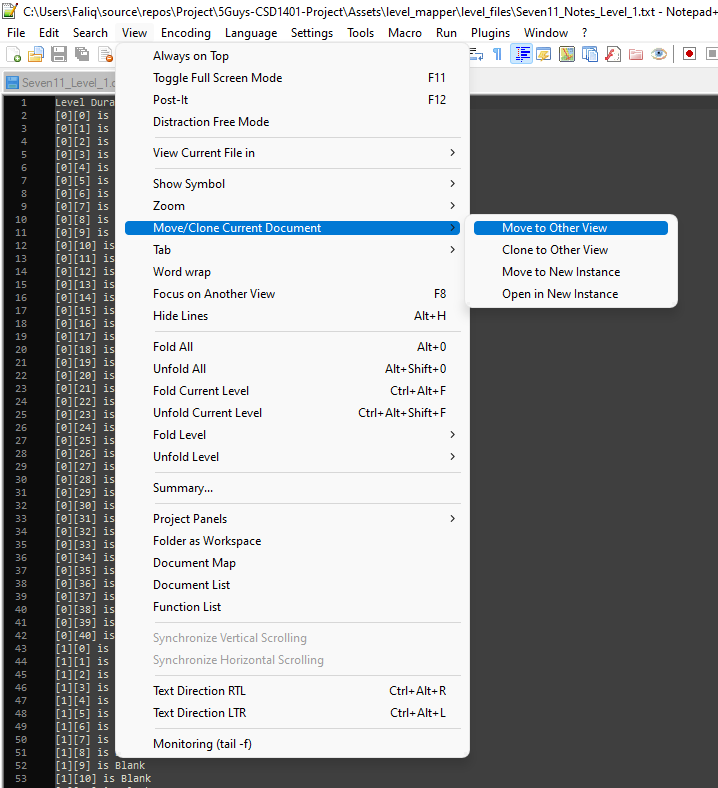 C:\Users\Faliq\source\repos\Project\5Guys-CSD1401-Project\Assets\level_mapper\level_files\Seven11_Notes_Level_1.txt - Notepad+
File Edit Search View Encoding Language Settings Tools Macro Run Plugins Window ?
Seven11_Level_1.
Always on Top
Toggle Full Screen Mode F11
Post-It F12
Distraction Free Mode
View Current File in
Show Symbol
Zoom
Move/Clone Current Document
Tab
Word wrap
Focus on Another View F8
Hide Lines Alt+H
Fold All Alt+0
Unfold All Alt+Shift+0
Fold Current Level Ctrl+Alt+F
Unfold Current Level Ctrl+Alt+Shift+F
Fold Level
Unfold Level
Summary...
Project Panels
Folder as Workspace
Document Map
Document List
Function List
Synchronize Vertical Scrolling
Synchronize Horizontal Scrolling
Text Direction RTL Ctrl+Alt+R
Text Direction LTR Ctrl+Alt+L
Monitoring (tail -f)
Move to Other View
Clone to Other View
Move to New Instance
Open in New Instance
1 Level Dura
2 [0][0] is
3 [0][1] is
4 [0][2] is
5 [0][3] is
6 [0][4] is
7 [0][5] is
8 [0][6] is
9 [0][7] is
10 [0][8] is
11 [0][9] is
12 [0][10] is
13 [0][11] is
14 [0][12] is
15 [0][13] is
16 [0][14] is
17 [0][15] is
18 [0][16] is
19 [0][17] is
20 [0][18] is
21 [0][19] is
22 [0][20] is
23 [0][21] is
24 [0][22] is
25 [0][23] is
26 [0][24] is
27 [0][25] is
28 [0][26] is
29 [0][27] is
30 [0][28] is
31 [0][29] is
32 [0][30] is
33 [0][31] is
34 [0][32] is
35 [0][33] is
36 [0][34] is
37 [0][35] is
38 [0][36] is
39 [0][37] is
40 [0][38] is
41 [0][39] is
42 [0][40] is
43 [1][0] is
44 [1][1] is
45 [1][2] is
46 [1][3] is
47 [1][4] is
48 [1][5] is
49 [1][6] is
50 [1][7] is
51 [1][8] is
52 [1][9] is Blank
53 [1][10] is Blank